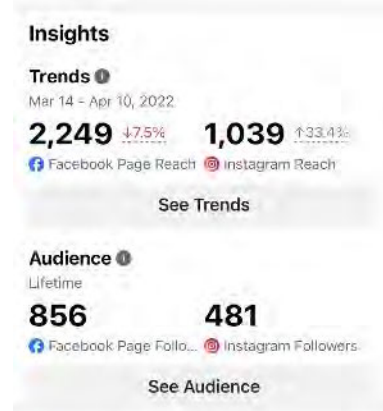 Insights
Trends
Mar 14 - Apr 10, 2022
2,249 ↓7.5% 1,039 ↑33.4%
Facebook Page Reach Instagram Reach
See Trends
Audience
Lifetime
856 481
Facebook Page Follo... Instagram Followers
See Audience